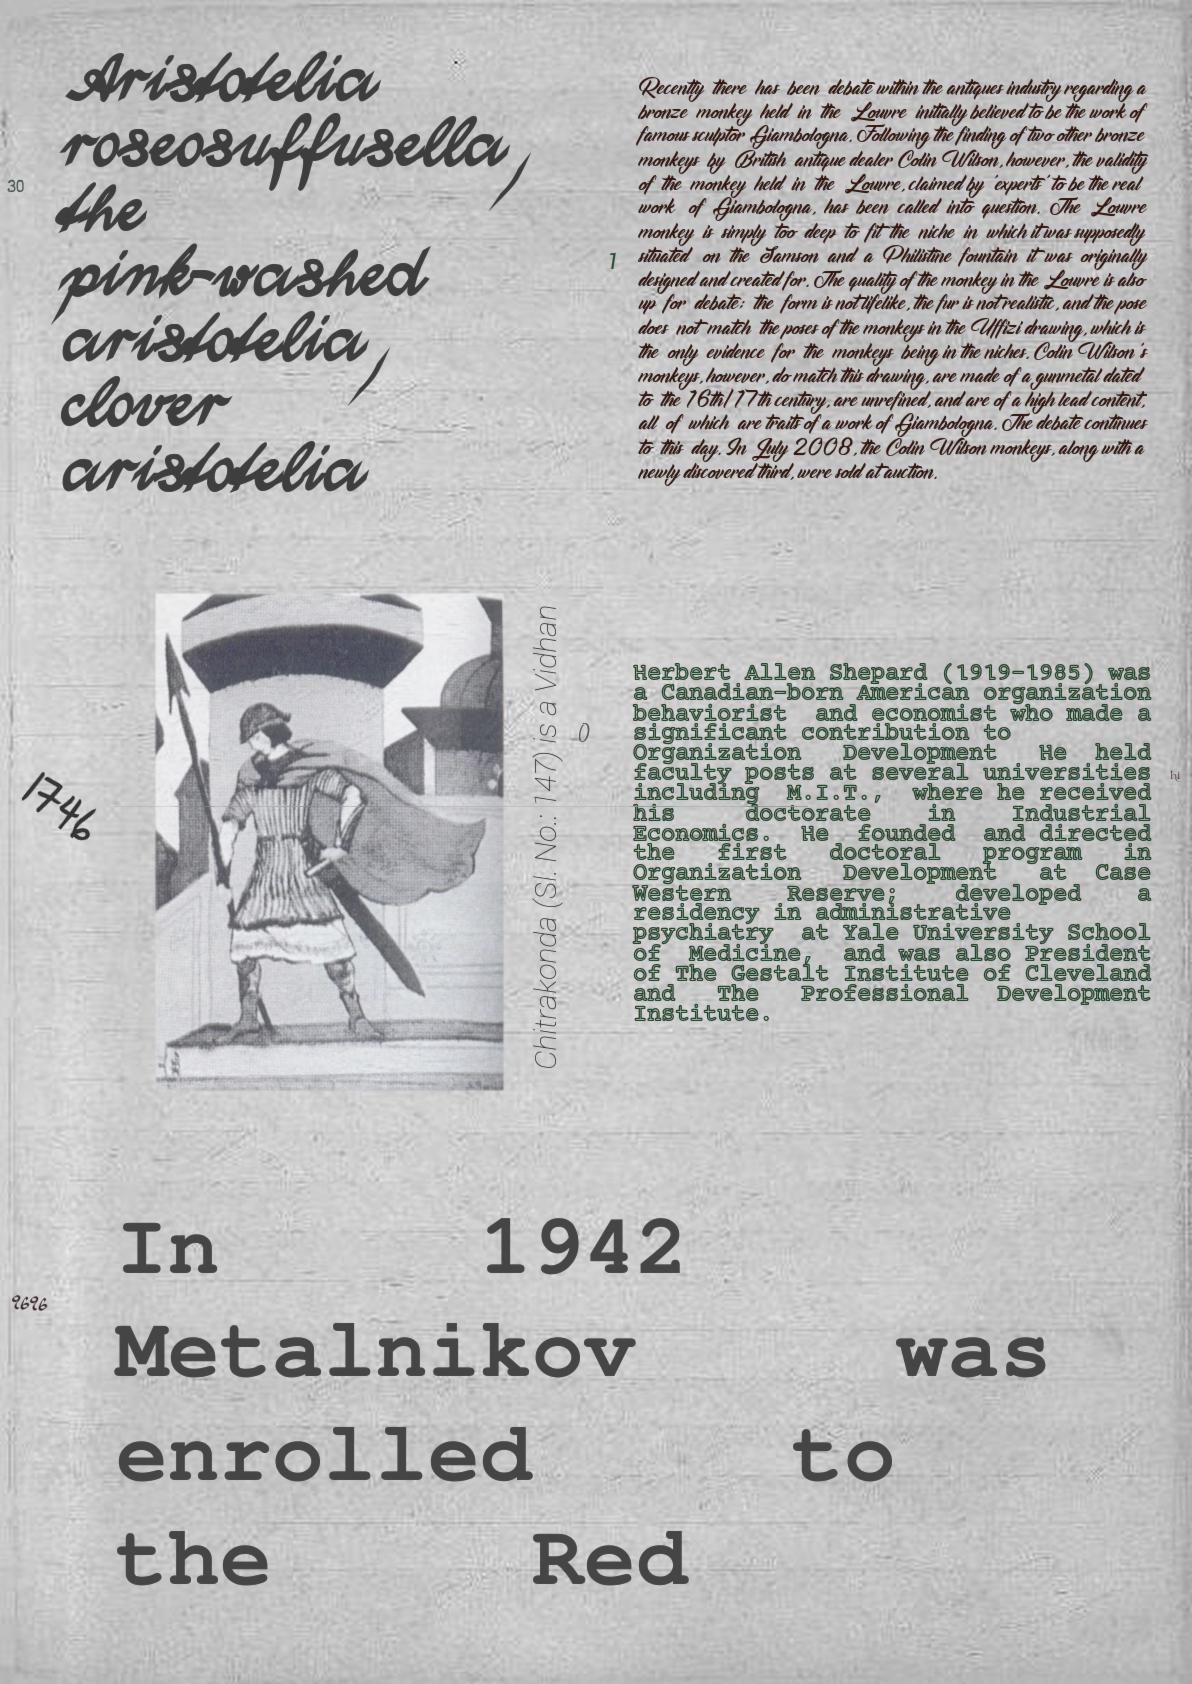 Aristotelia
roseosuffusella,
the
pink-washed
aristotelia,
clover
aristotelia
30
Recently there has been debate within the antiques industry regarding a
bronze monkey held in the Louvre initially believed to be the work of
famous sculptor Giambologna. Following the finding of two other bronze
monkeys by British antique dealer Colin Wilson, however, the validity
of the monkey held in the Louvre, claimed by 'experts' to be the real
work of Giambologna, has been called into question. The Louvre
monkey is simply too deep to fit the niche in which it was supposedly
situated on the Samson and a Philistine fountain it was originally
designed and created for. The quality of the monkey in the Louvre is also
up for debate: the form is not lifelike, the fur is not realistic, and the pose
does not match the poses of the monkeys in the Uffizi drawing, which is
the only evidence for the monkeys being in the niches. Colin Wilson's
monkeys, however, do match this drawing, are made of a gunmetal dated
to the 16th/17th century, are unrefined, and are of a high lead content,
all of which are traits of a work of Giambologna. The debate continues
to this day. In July 2008, the Colin Wilson monkeys, along with a
newly discovered third, were sold at auction.
1
Chitrakonda (Sl. No.: 147) is a Vidhan
0
1746
Herbert Allen Shepard (1919–1985) was
a Canadian-born American organization
behaviorist and economist who made a
significant contribution to
Organization Development He held
faculty posts at several universities
including M.I.T., where he received
his doctorate in Industrial
Economics. He founded and directed
the first doctoral program in
Organization Development at Case
Western Reserve; developed a
residency in administrative
psychiatry at Yale University School
of Medicine, and was also President
of The Gestalt Institute of Cleveland
and The Professional Development
Institute.
hi
In 1942
Metalnikov was
enrolled to
the Red
9696